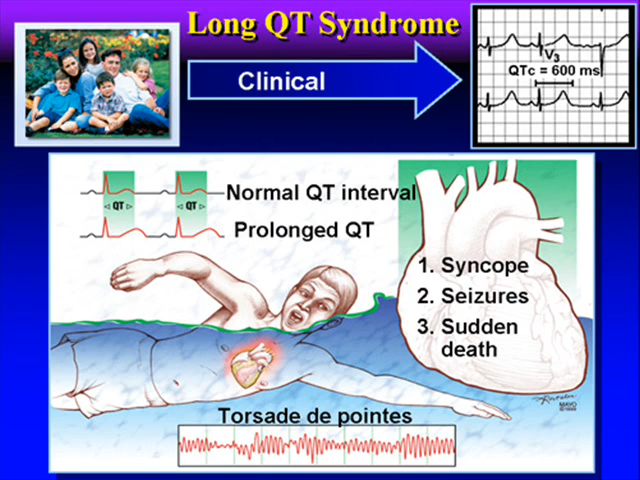 Long QT Syndrome
Clinical
V3
QTc = 600 ms
Normal QT interval
QT
QT
Prolonged QT
1. Syncope
2. Seizures
3. Sudden
death
Torsade de pointes
MAYO